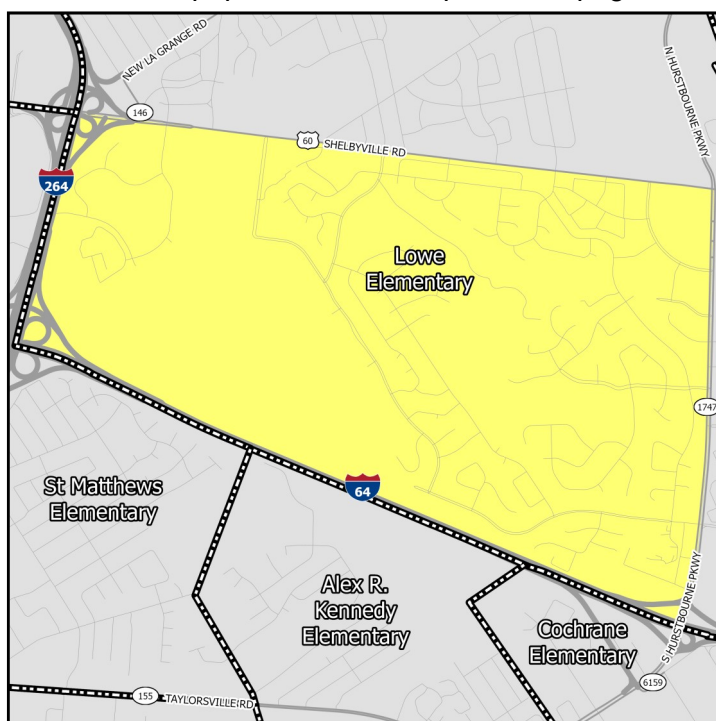 NEW LA GRANGE RD
N HURSTBOURNE PKWY
146
60
SHELBYVILLE RD
264
Lowe
Elementary
1747
64
St Matthews
Elementary
Alex R.
Kennedy
Elementary
Cochrane
Elementary
S HURSTBOURNE PKWY
6159
155
TAYLORSVILLE RD